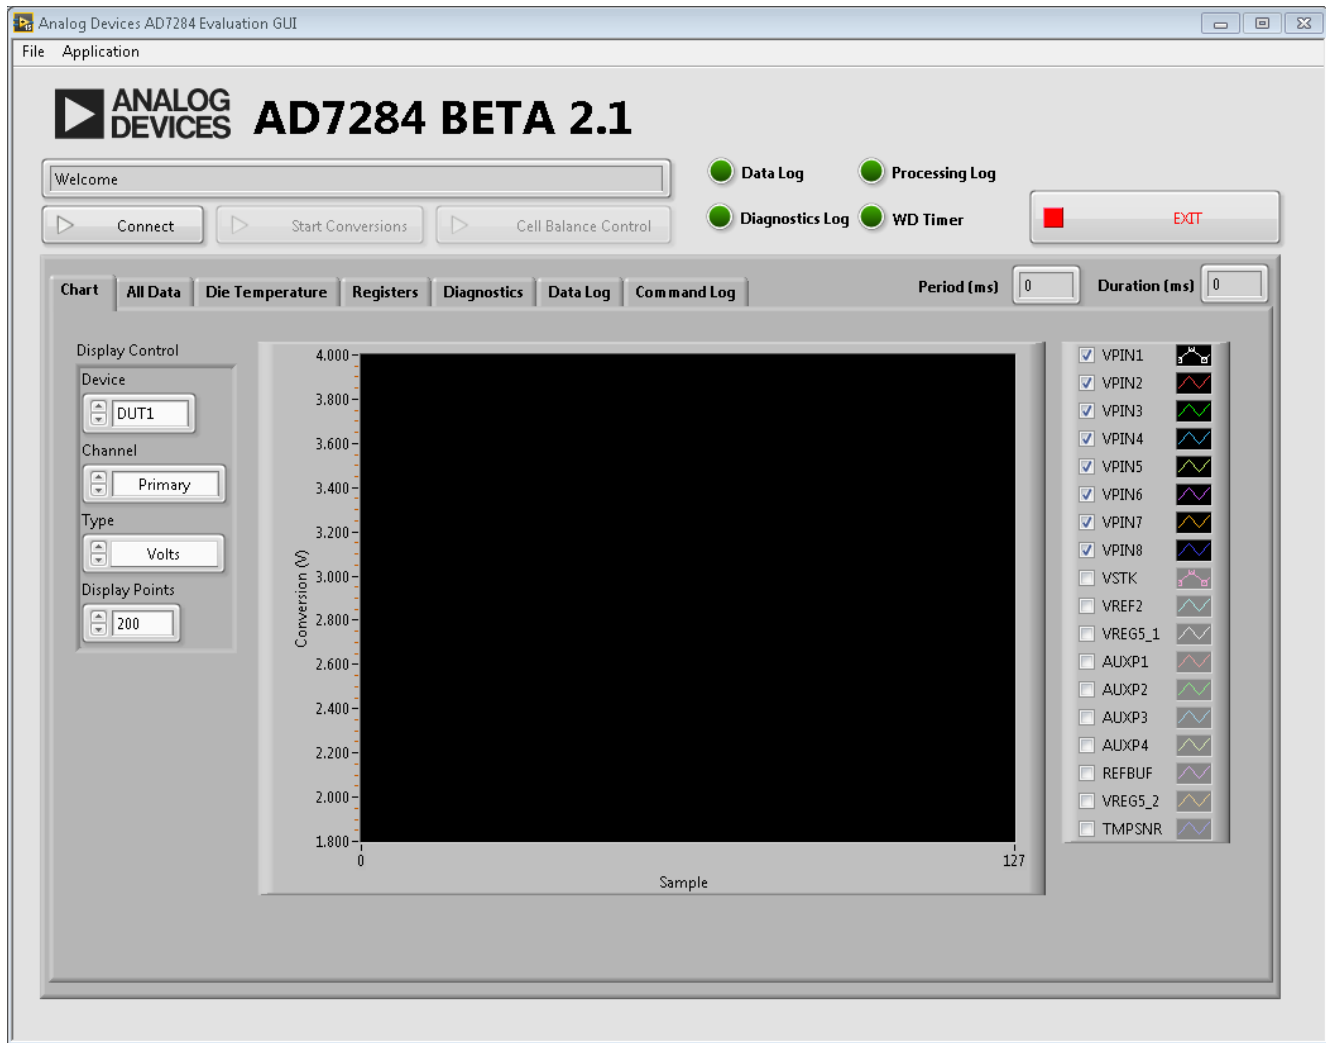 Analog Devices AD7284 Evaluation GUI
File Application
ANALOG
DEVICES
AD7284 BETA 2.1
Welcome
Data Log
Processing Log
Connect
Start Conversions
Cell Balance Control
Diagnostics Log
WD Timer
EXIT
Chart
All Data
Die Temperature
Registers
Diagnostics
Data Log
Command Log
Period (ms)
0
Duration (ms)
0
Display Control
Device
DUT1
Channel
Primary
Type
Volts
Display Points
200
Conversion (V)
4.000
3.800
3.600
3.400
3.200
3.000
2.800
2.600
2.400
2.200
2.000
1.800
0
127
Sample
VPIN1
VPIN2
VPIN3
VPIN4
VPIN5
VPIN6
VPIN7
VPIN8
VSTK
VREF2
VREG5_1
AUXP1
AUXP2
AUXP3
AUXP4
REFBUF
VREG5_2
TMPSNR